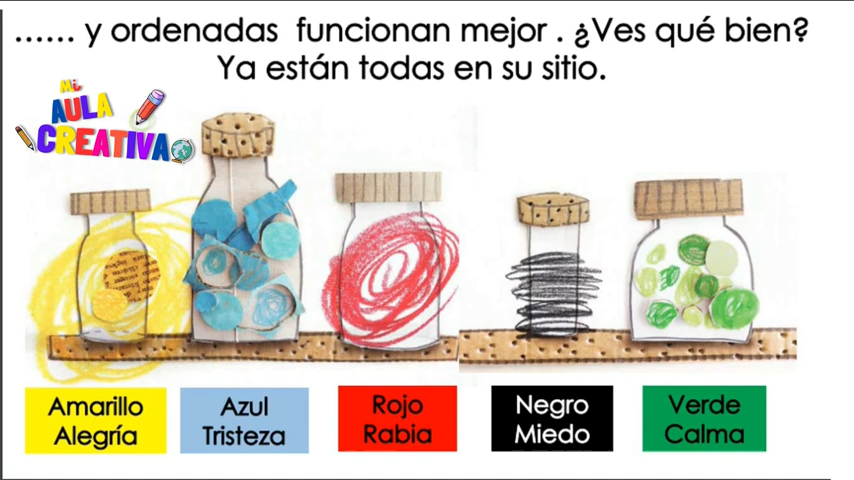 ...... y ordenadas funcionan mejor . ¿Ves qué bien?
Ya están todas en su sitio.
Mi
AULA
CREATIVA
Amarillo
Alegría
Azul
Tristeza
Rojo
Rabia
Negro
Miedo
Verde
Calma